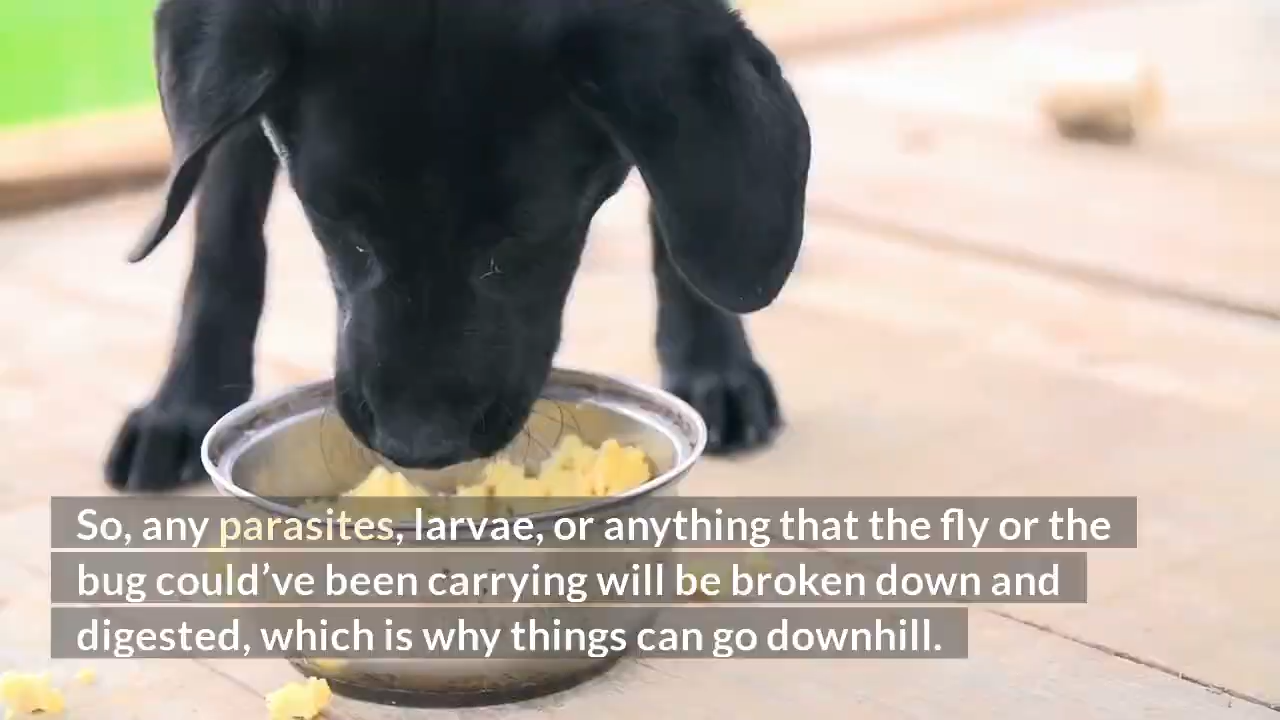 So, any parasites, larvae, or anything that the fly or the
bug could’ve been carrying will be broken down and
digested, which is why things can go downhill.